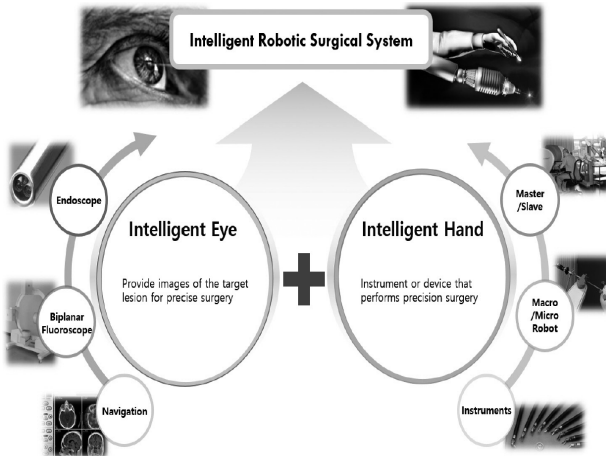 Intelligent Robotic Surgical System
Endoscope
Biplanar
Fluoroscope
Navigation
Intelligent Eye
Provide images of the target
lesion for precise surgery
Intelligent Hand
Instrument or device that
performs precision surgery
Master
/Slave
Macro
/Micro
Robot
Instruments